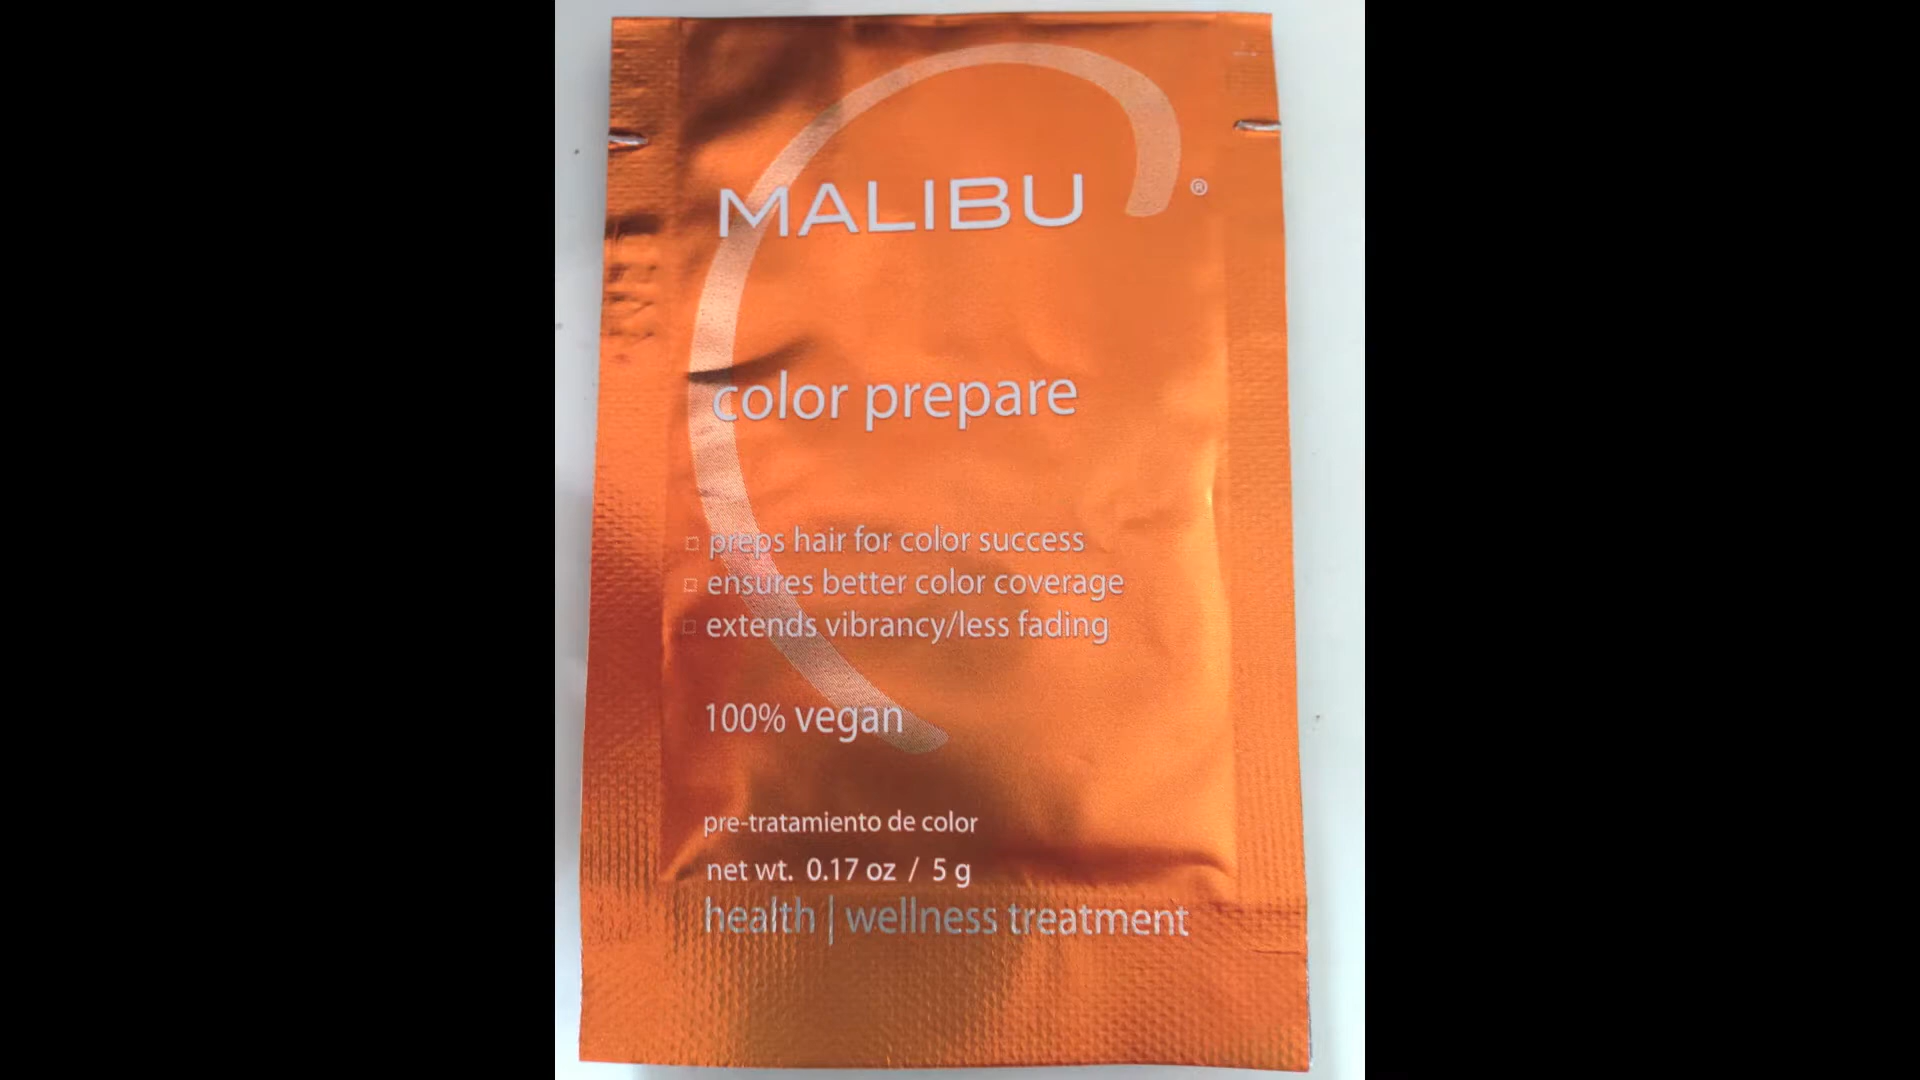 MALIBU ®
color prepare
□ preps hair for color success
□ ensures better color coverage
□ extends vibrancy/less fading
100% vegan
pre-tratamiento de color
net wt. 0.17 oz / 5 g
health | wellness treatment